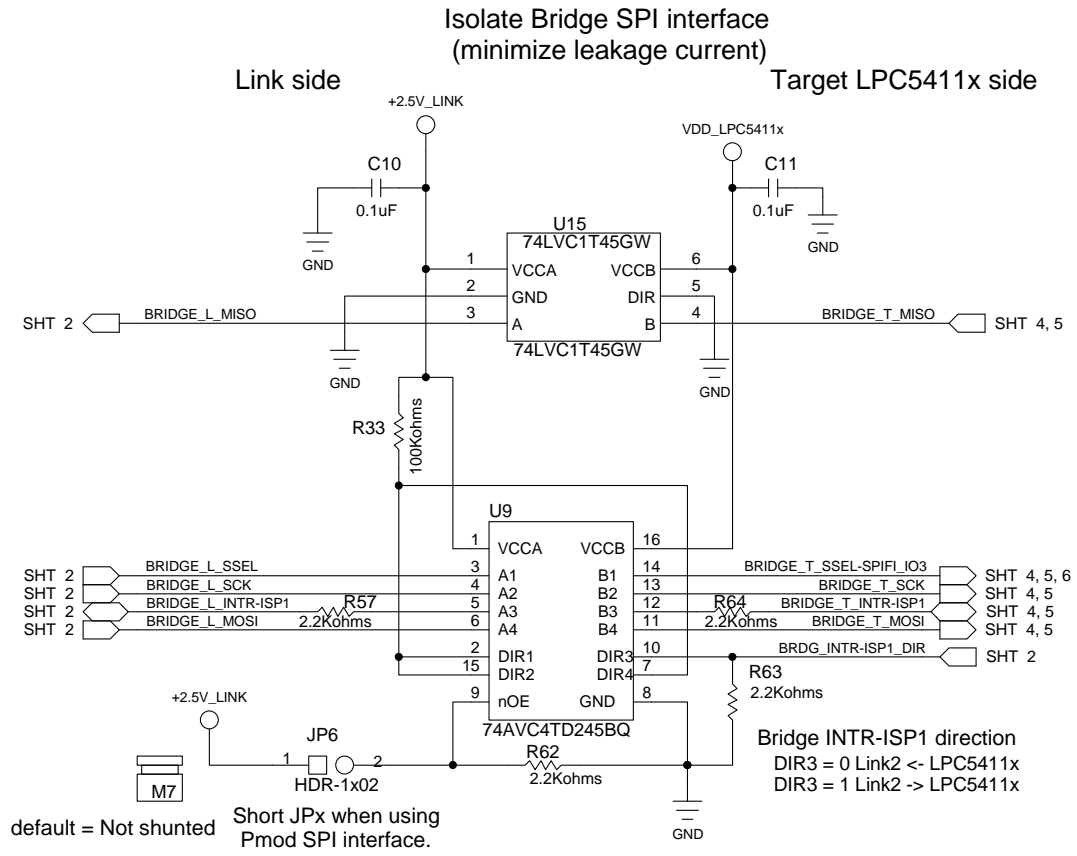 Isolate Bridge SPI interface
(minimize leakage current)
Link side
Target LPC5411x side
+2.5V_LINK
VDD_LPC5411x
C10
0.1uF
GND
C11
0.1uF
GND
U15
74LVC1T45GW
1 VCCA VCCB 6
2 GND DIR 5
3 A B 4
74LVC1T45GW
SHT 2 BRIDGE_L_MISO
BRIDGE_T_MISO SHT 4, 5
GND
GND
R33
100Kohms
U9
1 VCCA VCCB 16
SHT 2 BRIDGE_L_SSEL 3 A1 B1 14 BRIDGE_T_SSEL-SPIFI_IO3 SHT 4, 5, 6
SHT 2 BRIDGE_L_SCK 4 A2 B2 13 BRIDGE_T_SCK SHT 4, 5
SHT 2 BRIDGE_L_INTR-ISP1 R57 2.2Kohms 5 A3 B3 12 R64 2.2Kohms BRIDGE_T_INTR-ISP1 SHT 4, 5
SHT 2 BRIDGE_L_MOSI 6 A4 B4 11 BRIDGE_T_MOSI SHT 4, 5
2 DIR1 DIR3 10 BRDG_INTR-ISP1_DIR SHT 2
15 DIR2 DIR4 7
9 nOE GND 8
74AVC4TD245BQ
R63
2.2Kohms
+2.5V_LINK
JP6
1 2
HDR-1x02
R62
2.2Kohms
GND
Bridge INTR-ISP1 direction
DIR3 = 0 Link2 <- LPC5411x
DIR3 = 1 Link2 -> LPC5411x
M7
default = Not shunted
Short JPx when using
Pmod SPI interface.